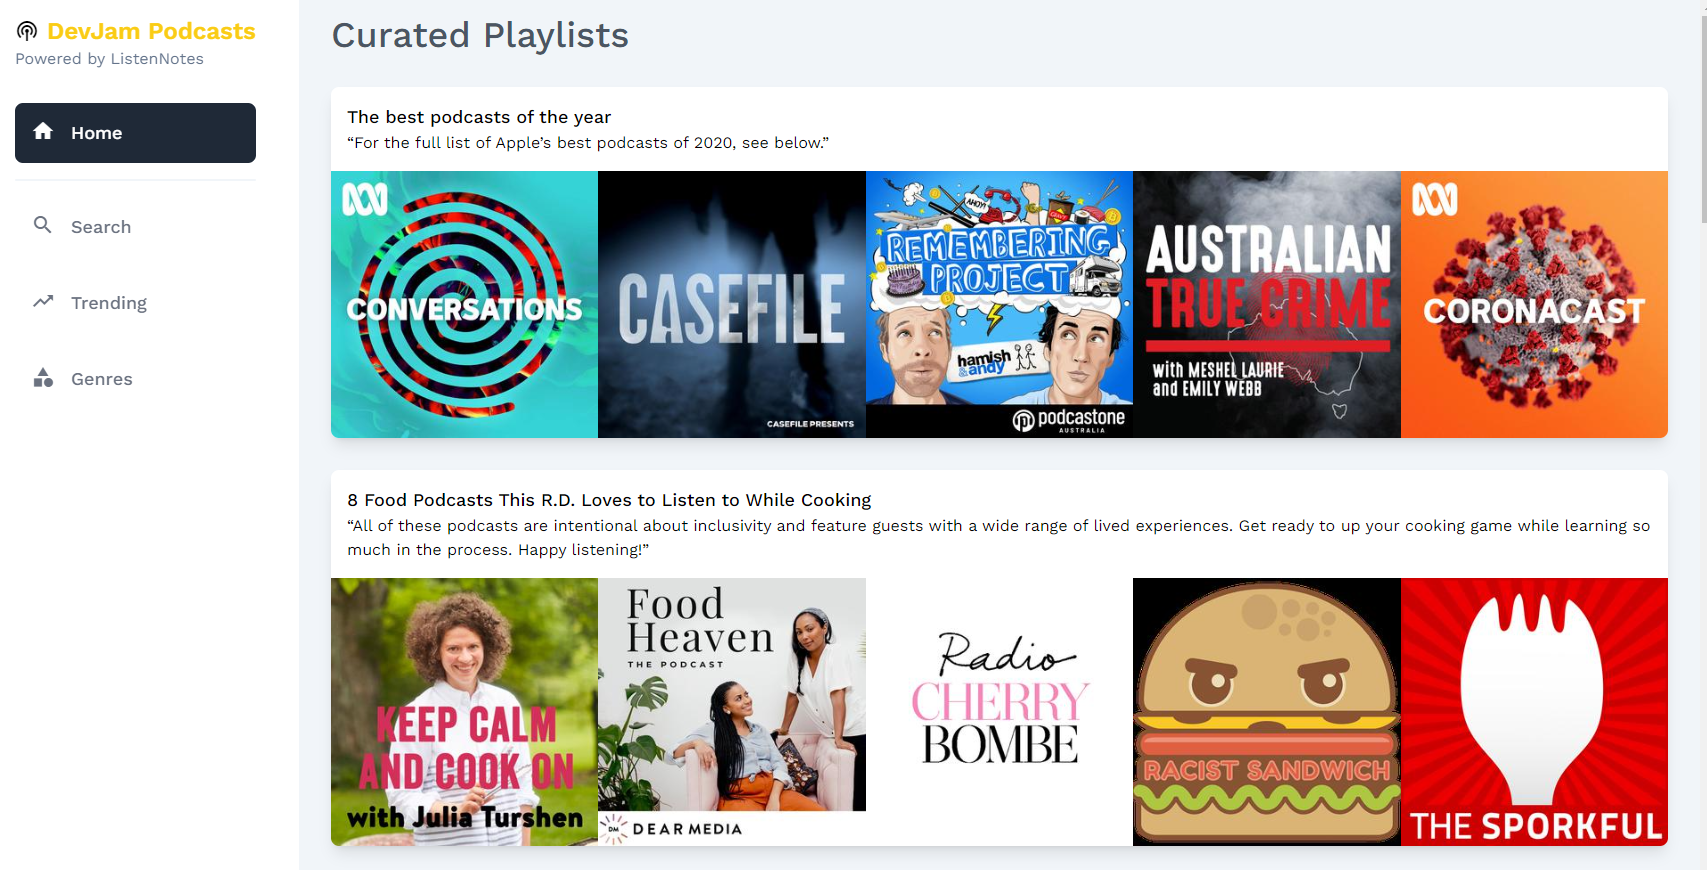 DevJam Podcasts
Powered by ListenNotes
Home
Search
Trending
Genres
Curated Playlists
The best podcasts of the year
“For the full list of Apple’s best podcasts of 2020, see below.”
CONVERSATIONS
CASEFILE
CASEFILE PRESENTS
AHOY!
REMEMBERING
PROJECT
hamish
&andy
podcastone
AUSTRALIA
AUSTRALIAN
TRUE CRIME
with MESHEL LAURIE
and EMILY WEBB
CORONACAST
8 Food Podcasts This R.D. Loves to Listen to While Cooking
“All of these podcasts are intentional about inclusivity and feature guests with a wide range of lived experiences. Get ready to up your cooking game while learning so
much in the process. Happy listening!”
KEEP CALM
AND COOK ON
with Julia Turshen
Food
Heaven
THE PODCAST
DM DEAR MEDIA
Radio
CHERRY
BOMBE
RACIST SANDWICH
THE SPORKFUL